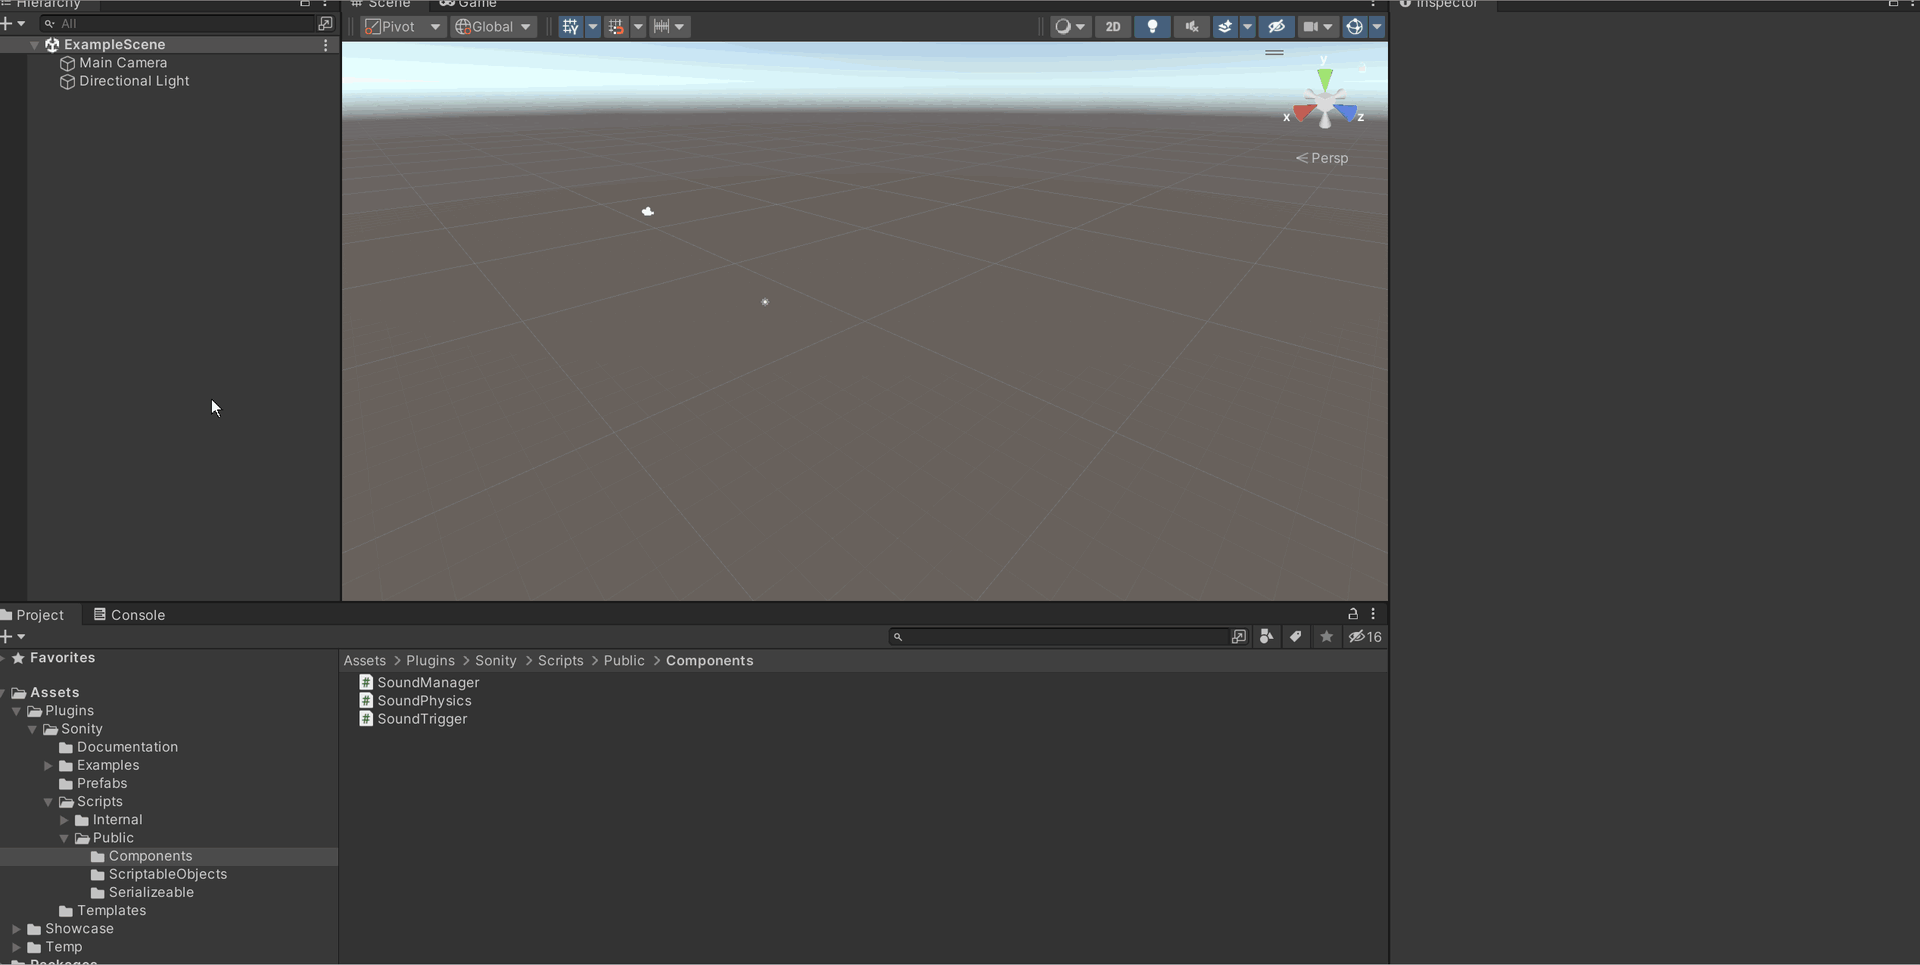 Hierarchy
All
ExampleScene
Main Camera
Directional Light
Scene
Game
Pivot
Global
2D
y
x
z
Persp
Inspector
Project
Console
16
Favorites
Assets
Plugins
Sonity
Documentation
Examples
Prefabs
Scripts
Internal
Public
Components
ScriptableObjects
Serializeable
Templates
Showcase
Temp
Packages
Assets > Plugins > Sonity > Scripts > Public > Components
# SoundManager
# SoundPhysics
# SoundTrigger